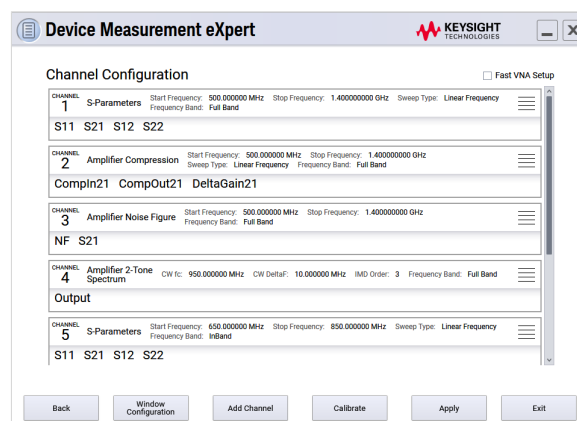 Device Measurement eXpert
KEYSIGHT
TECHNOLOGIES
Channel Configuration
Fast VNA Setup
CHANNEL
1
S-Parameters
Start Frequency: 500.000000 MHz Stop Frequency: 1.400000000 GHz Sweep Type: Linear Frequency
Frequency Band: Full Band
S11 S21 S12 S22
CHANNEL
2
Amplifier Compression
Start Frequency: 500.000000 MHz Stop Frequency: 1.400000000 GHz
Sweep Type: Linear Frequency Frequency Band: Full Band
CompIn21 CompOut21 DeltaGain21
CHANNEL
3
Amplifier Noise Figure
Start Frequency: 500.000000 MHz Stop Frequency: 1.400000000 GHz
Frequency Band: Full Band
NF S21
CHANNEL
4
Amplifier 2-Tone
Spectrum
CW fc: 950.000000 MHz CW DeltaF: 10.000000 MHz IMD Order: 3 Frequency Band: Full Band
Output
CHANNEL
5
S-Parameters
Start Frequency: 650.000000 MHz Stop Frequency: 850.000000 MHz Sweep Type: Linear Frequency
Frequency Band: InBand
S11 S21 S12 S22
Back
Window
Configuration
Add Channel
Calibrate
Apply
Exit